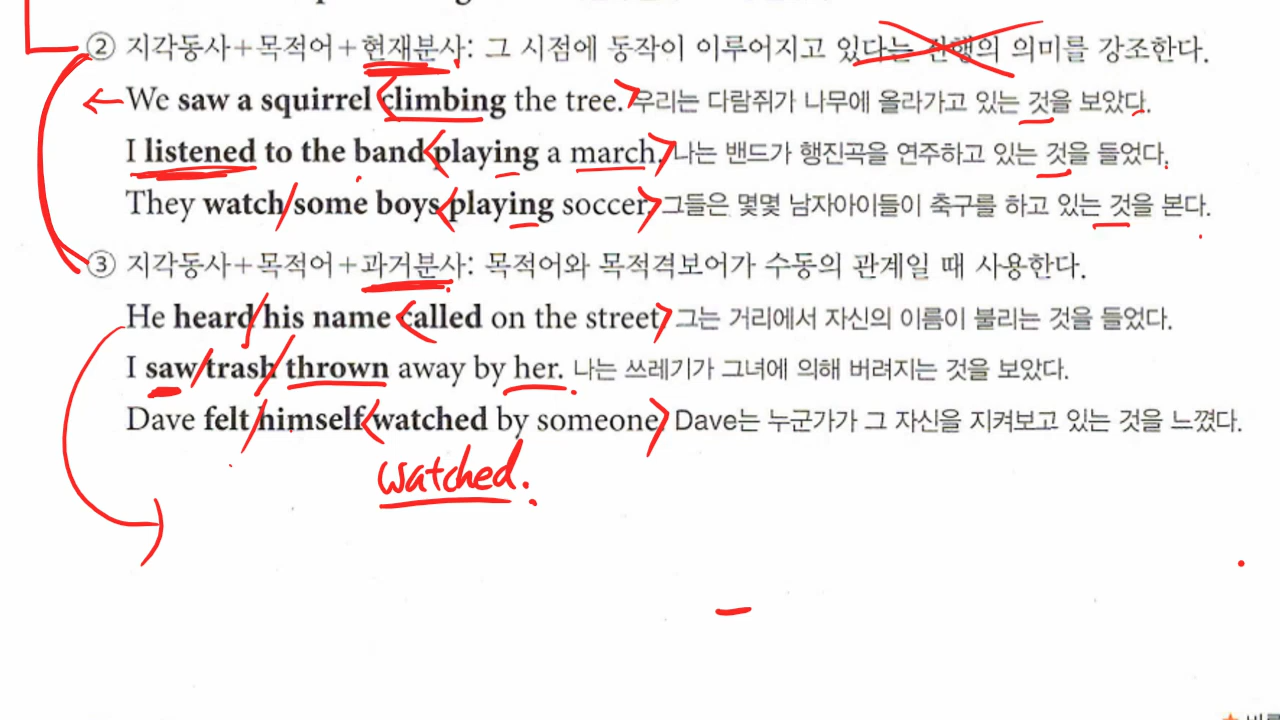 ② 지각동사+목적어+현재분사: 그 시점에 동작이 이루어지고 있다는 진행의 의미를 강조한다.
We saw a squirrel climbing the tree. 우리는 다람쥐가 나무에 올라가고 있는 것을 보았다.
I listened to the band playing a march. 나는 밴드가 행진곡을 연주하고 있는 것을 들었다.
They watch some boys playing soccer. 그들은 몇몇 남자아이들이 축구를 하고 있는 것을 본다.
③ 지각동사+목적어+과거분사: 목적어와 목적격보어가 수동의 관계일 때 사용한다.
He heard his name called on the street. 그는 거리에서 자신의 이름이 불리는 것을 들었다.
I saw trash thrown away by her. 나는 쓰레기가 그녀에 의해 버려지는 것을 보았다.
Dave felt himself watched by someone. Dave는 누군가가 그 자신을 지켜보고 있는 것을 느꼈다.
watched.